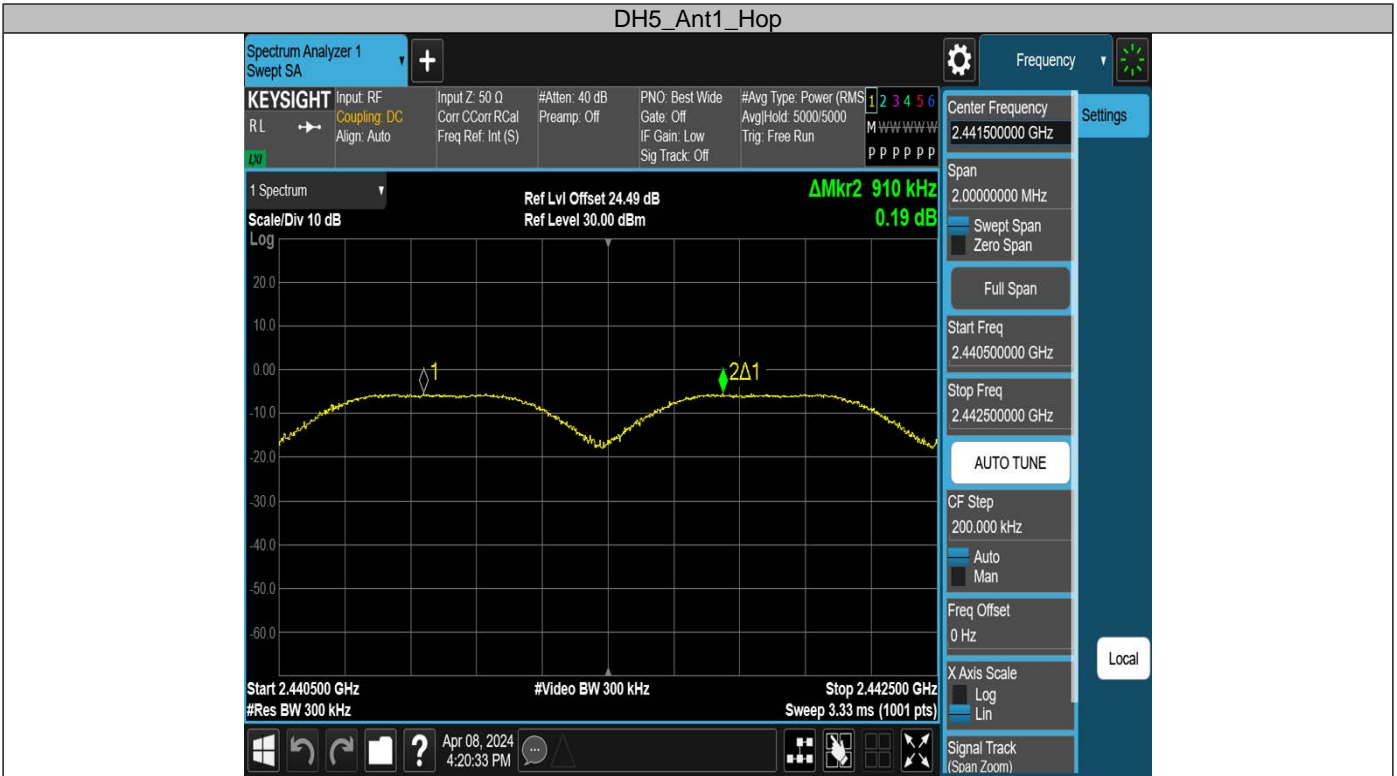 DH5_Ant1_Hop
Spectrum Analyzer 1
Swept SA
+
Frequency
KEYSIGHT
R L
LXI
Input: RF
Coupling: DC
Align: Auto
Input Z: 50 Ω
Corr CCorr RCal
Freq Ref: Int (S)
#Atten: 40 dB
Preamp: Off
PNO: Best Wide
Gate: Off
IF Gain: Low
Sig Track: Off
#Avg Type: Power (RMS
Avg|Hold: 5000/5000
Trig: Free Run
1 2 3 4 5 6
M W W W W W
P P P P P P
1 Spectrum
Scale/Div 10 dB
Log
Ref Lvl Offset 24.49 dB
Ref Level 30.00 dBm
ΔMkr2 910 kHz
0.19 dB
20.0
10.0
0.00
-10.0
-20.0
-30.0
-40.0
-50.0
-60.0
1
2Δ1
Start 2.440500 GHz
#Res BW 300 kHz
#Video BW 300 kHz
Stop 2.442500 GHz
Sweep 3.33 ms (1001 pts)
Center Frequency
2.441500000 GHz
Settings
Span
2.00000000 MHz
Swept Span
Zero Span
Full Span
Start Freq
2.440500000 GHz
Stop Freq
2.442500000 GHz
AUTO TUNE
CF Step
200.000 kHz
Auto
Man
Freq Offset
0 Hz
X Axis Scale
Log
Lin
Local
Signal Track
(Span Zoom)
?
Apr 08, 2024
4:20:33 PM